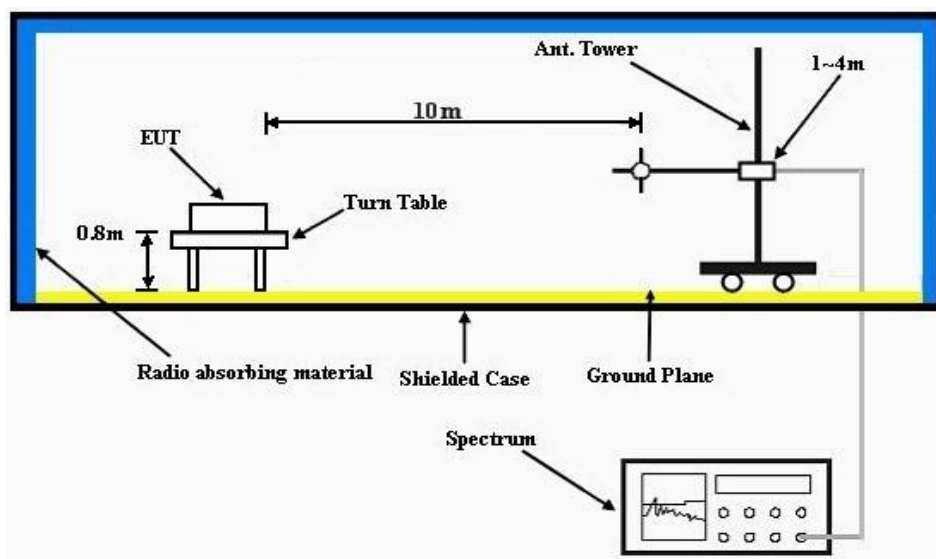 Ant. Tower
1~4m
10m
EUT
Turn Table
0.8m
Radio absorbing material
Shielded Case
Ground Plane
Spectrum